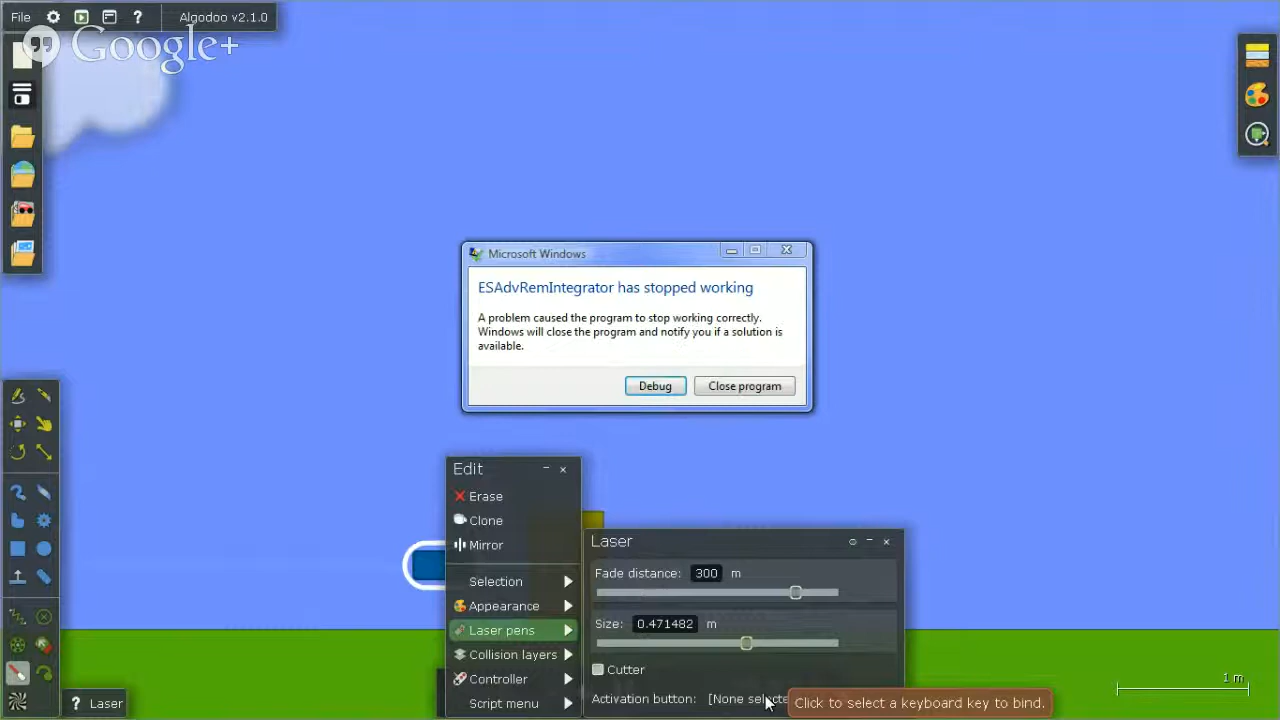 File
?
Algodoo v2.1.0
Google+
Microsoft Windows
ESAdvRemIntegrator has stopped working
A problem caused the program to stop working correctly.
Windows will close the program and notify you if a solution is
available.
Debug
Close program
Edit
Erase
Clone
Mirror
Selection
Appearance
Laser pens
Collision layers
Controller
Script menu
Laser
Fade distance: 300 m
Size: 0.471482 m
Cutter
Activation button: [None selecte
Click to select a keyboard key to bind.
? Laser
1 m